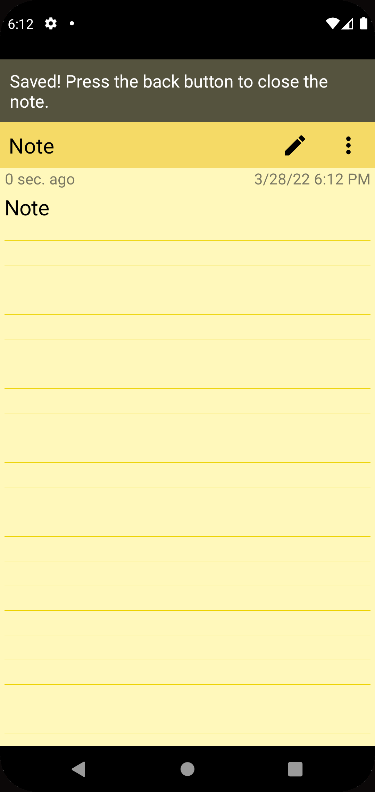 6:12
Saved! Press the back button to close the
note.
Note
0 sec. ago 3/28/22 6:12 PM
Note